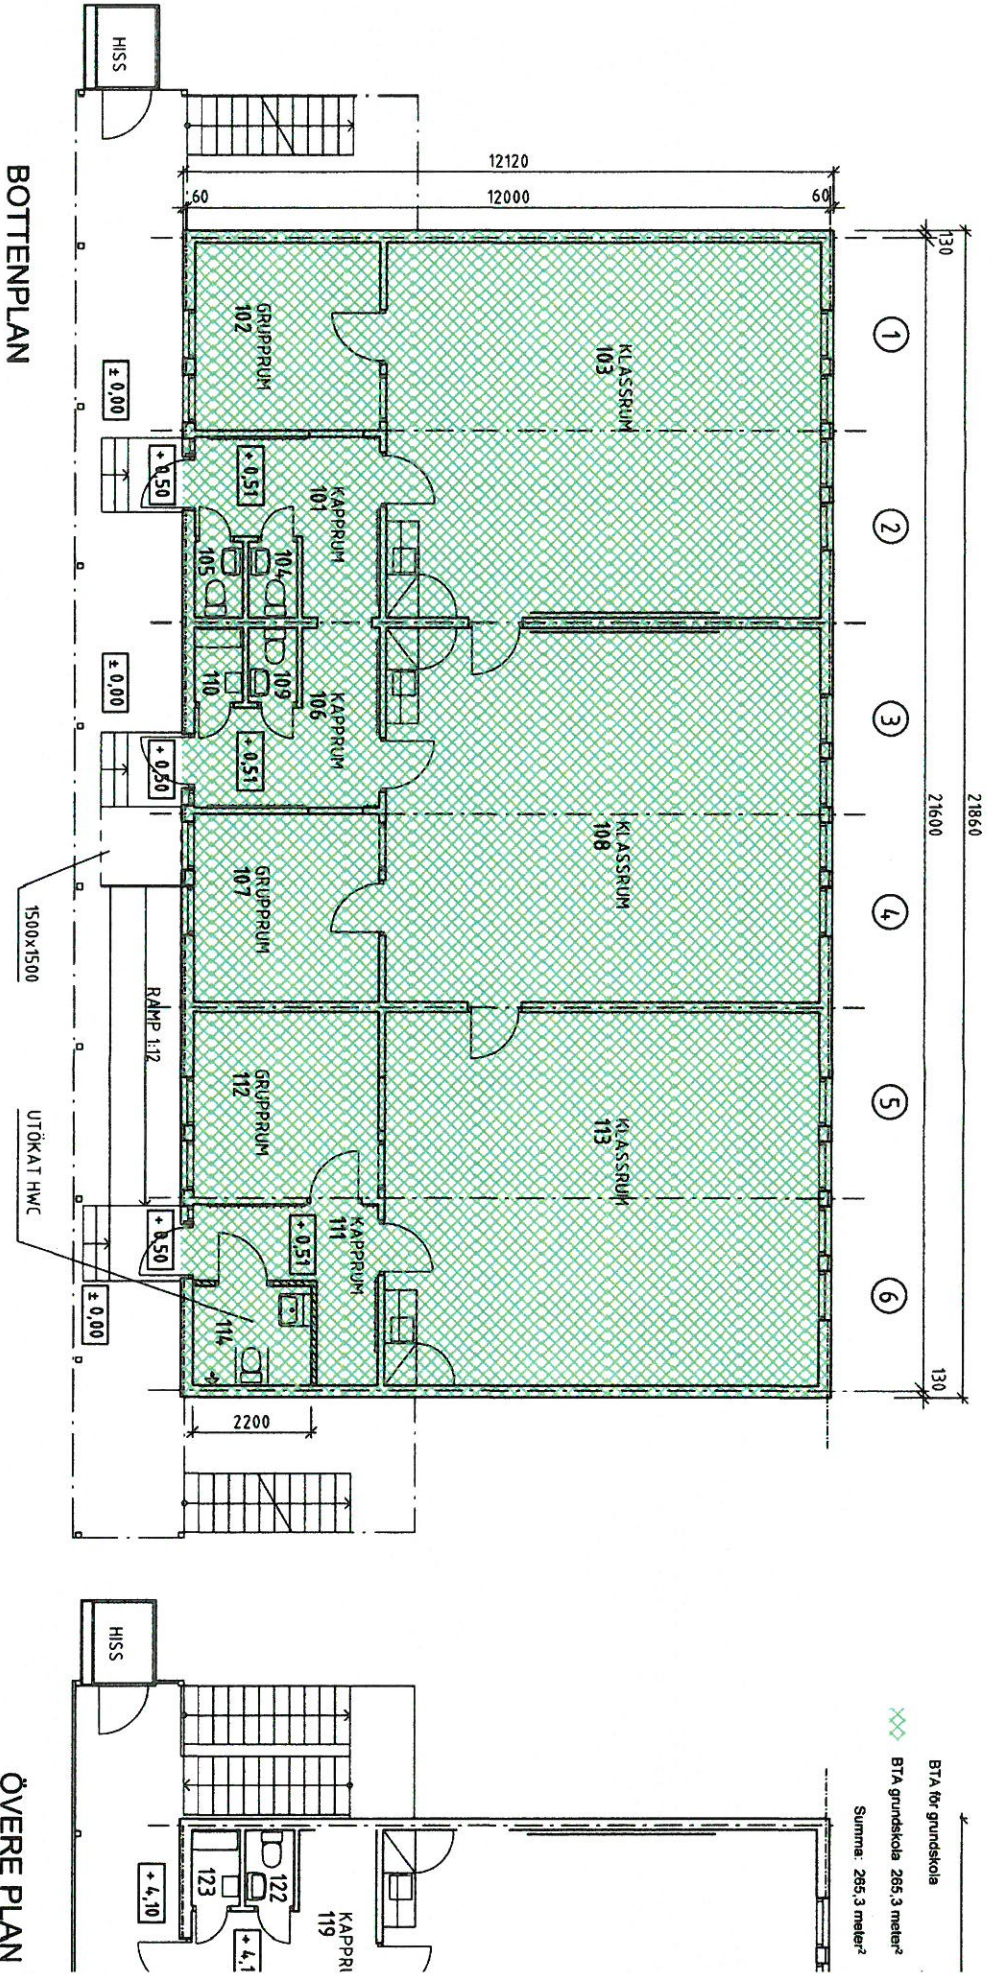 HISS
BOTTENPLAN
12120
60
12000
60
130
21600
21860
130
1
2
3
4
5
6
GRUPPRUM
102
KLASSRUM
103
± 0,00
+ 0,50
+ 0,51
KAPPRUM
101
105
104
110
109
KAPPRUM
106
± 0,00
+ 0,50
+ 0,51
KLASSRUM
108
GRUPPRUM
107
1500x1500
RAMP 1:12
GRUPPRUM
112
KLASSRUM
113
UTÖKAT HWC
+ 0,50
+ 0,51
KAPPRUM
111
± 0,00
114
2200
HISS
ÖVERE PLAN
BTA för grundskola
BTA grundskola 265,3 meter²
Summa: 265,3 meter²
123
122
+ 4,10
KAPPRU
119
+ 4,1